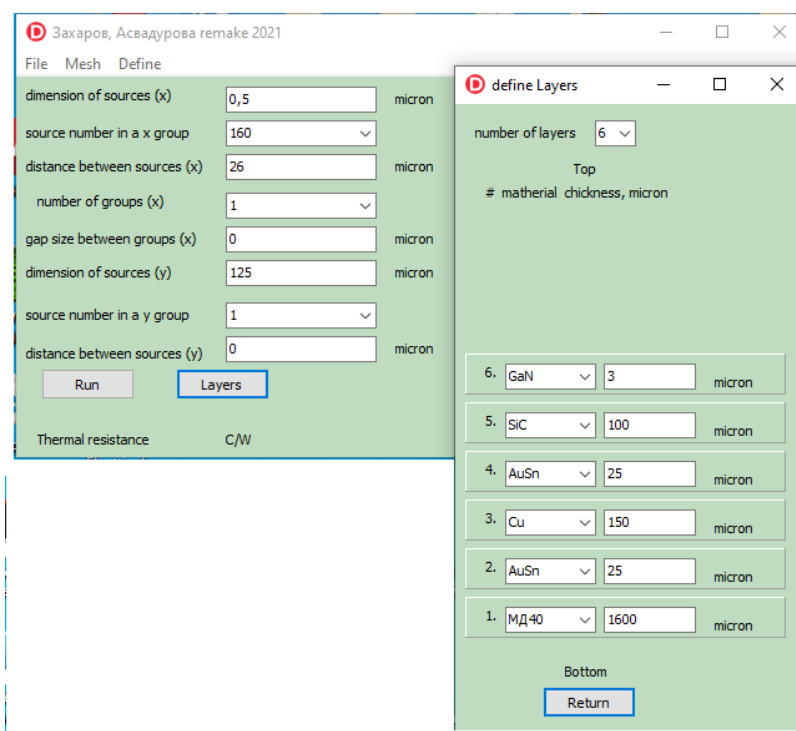 Захаров, Асвадурова remake 2021
File Mesh Define
dimension of sources (x) 0,5 micron
source number in a x group 160
distance between sources (x) 26 micron
number of groups (x) 1
gap size between groups (x) 0 micron
dimension of sources (y) 125 micron
source number in a y group 1
distance between sources (y) 0 micron
Run Layers
Thermal resistance C/W
define Layers
number of layers 6
Top
# matherial chickness, micron
6. GaN 3 micron
5. SiC 100 micron
4. AuSn 25 micron
3. Cu 150 micron
2. AuSn 25 micron
1. МД40 1600 micron
Bottom
Return